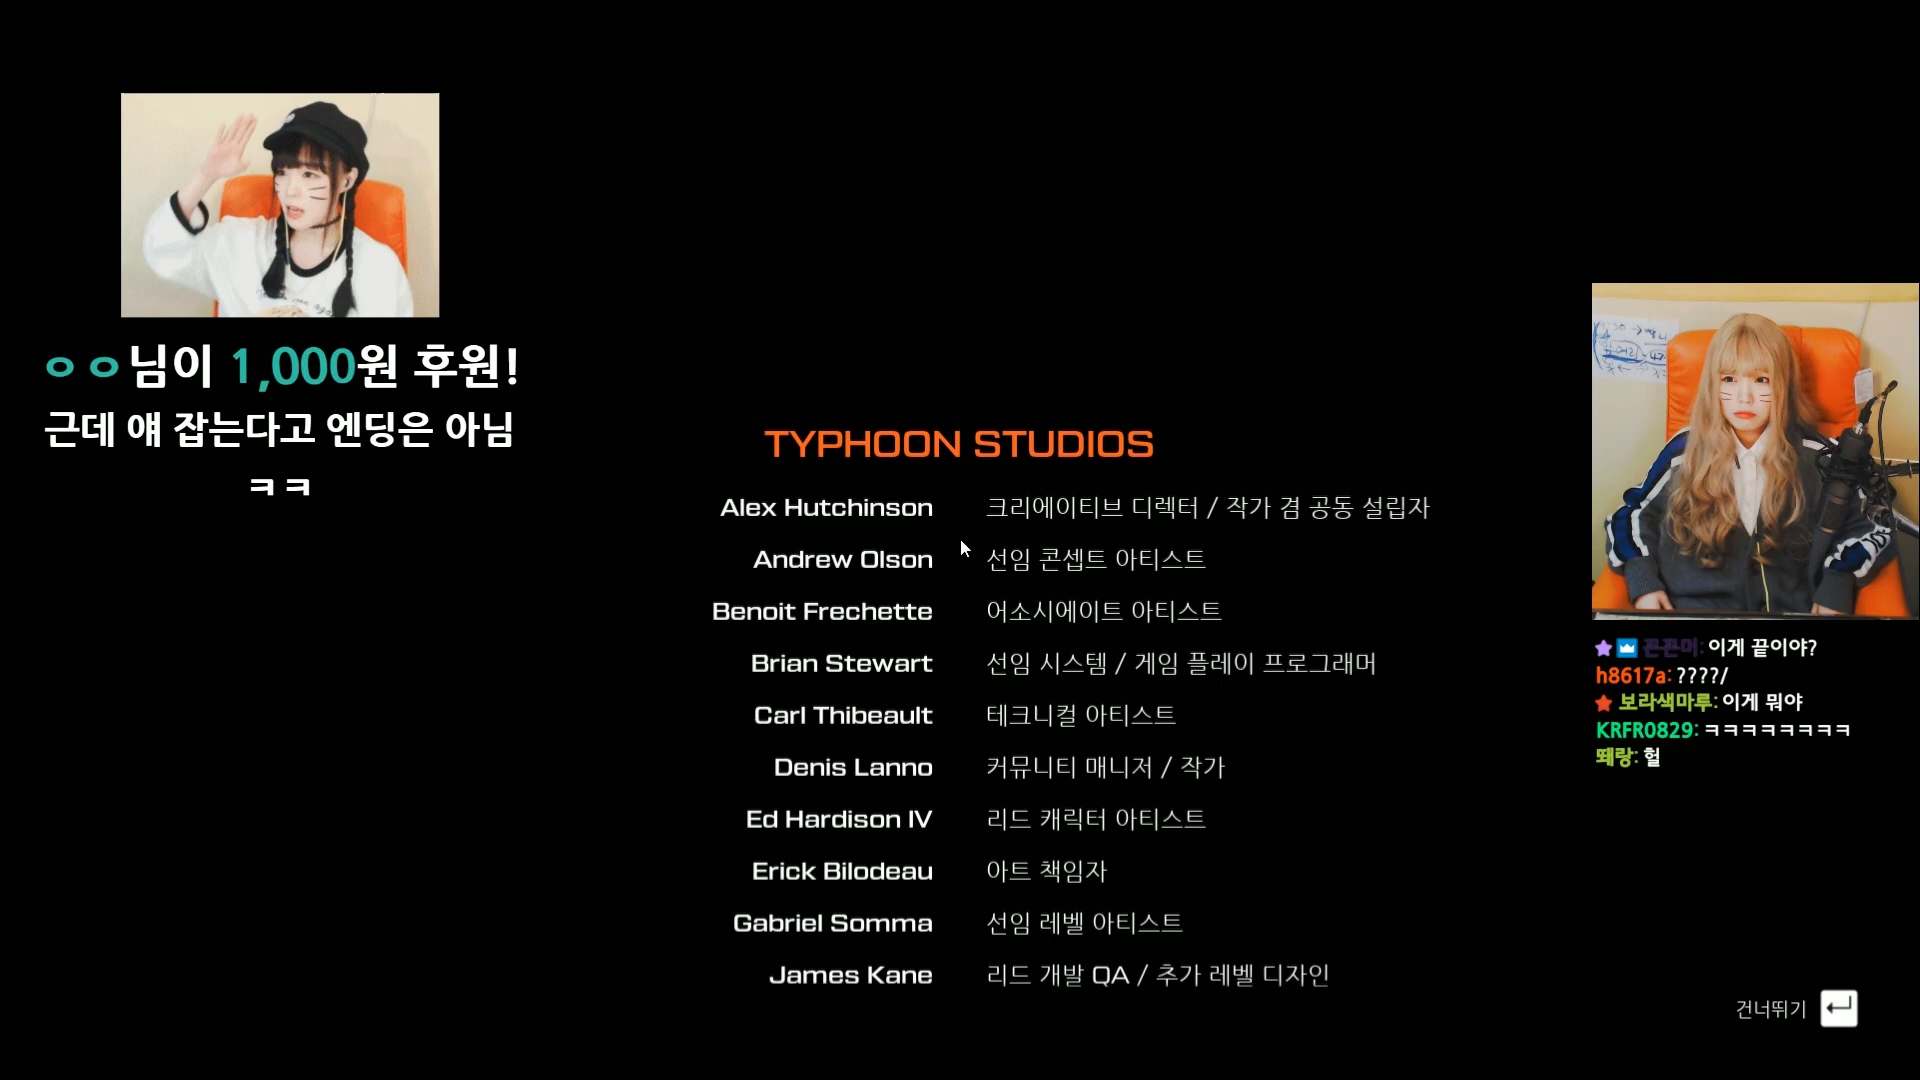 ㅇㅇ님이 1,000원 후원!
근데 얘 잡는다고 엔딩은 아님
ㅋㅋ
TYPHOON STUDIOS
Alex Hutchinson 크리에이티브 디렉터 / 작가 겸 공동 설립자
Andrew Olson 선임 콘셉트 아티스트
Benoit Frechette 어소시에이트 아티스트
Brian Stewart 선임 시스템 / 게임 플레이 프로그래머
Carl Thibeault 테크니컬 아티스트
Denis Lanno 커뮤니티 매니저 / 작가
Ed Hardison IV 리드 캐릭터 아티스트
Erick Bilodeau 아트 책임자
Gabriel Somma 선임 레벨 아티스트
James Kane 리드 개발 QA / 추가 레벨 디자인
이게 끝이야?
h8617a: ????/
보라색마루: 이게 뭐야
KRFR0829: ㅋㅋㅋㅋㅋㅋㅋㅋ
뙈랑: 헐
건너뛰기